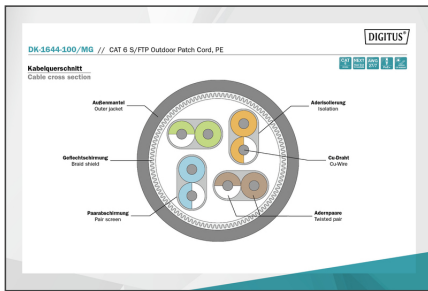 DIGITUS®
DK-1644-100/MG // CAT 6 S/FTP Outdoor Patch Cord, PE
Kabelquerschnitt
Cable cross section
Außenmantel
Outer jacket
Aderisolierung
Isolation
Geflechtschirmung
Braid shield
Cu-Draht
Cu-Wire
Paarabschirmung
Pair screen
Adernpaare
Twisted pair